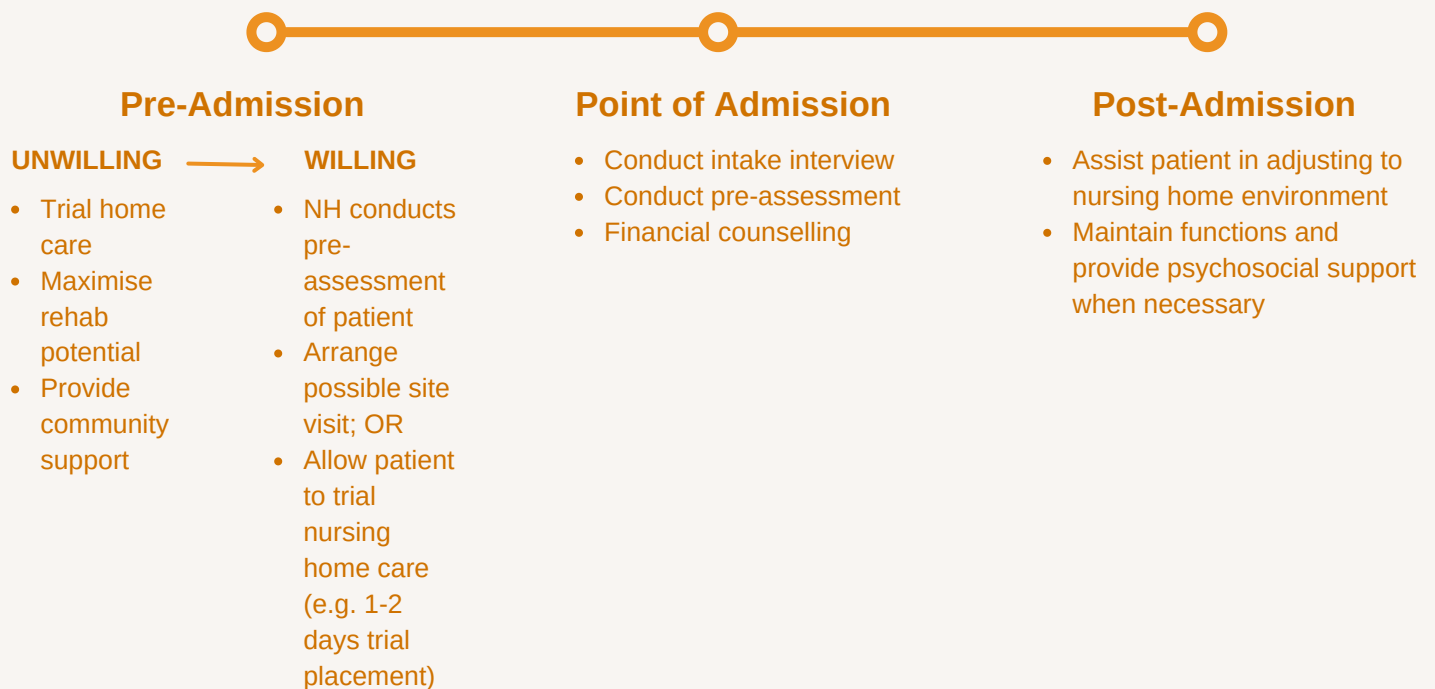 Pre-Admission
UNWILLING
WILLING
• Trial home
care
• Maximise
rehab
potential
• Provide
community
support
• NH conducts
pre-
assessment
of patient
• Arrange
possible site
visit; OR
• Allow patient
to trial
nursing
home care
(e.g. 1-2
days trial
placement)
Point of Admission
• Conduct intake interview
• Conduct pre-assessment
• Financial counselling
Post-Admission
• Assist patient in adjusting to
nursing home environment
• Maintain functions and
provide psychosocial support
when necessary